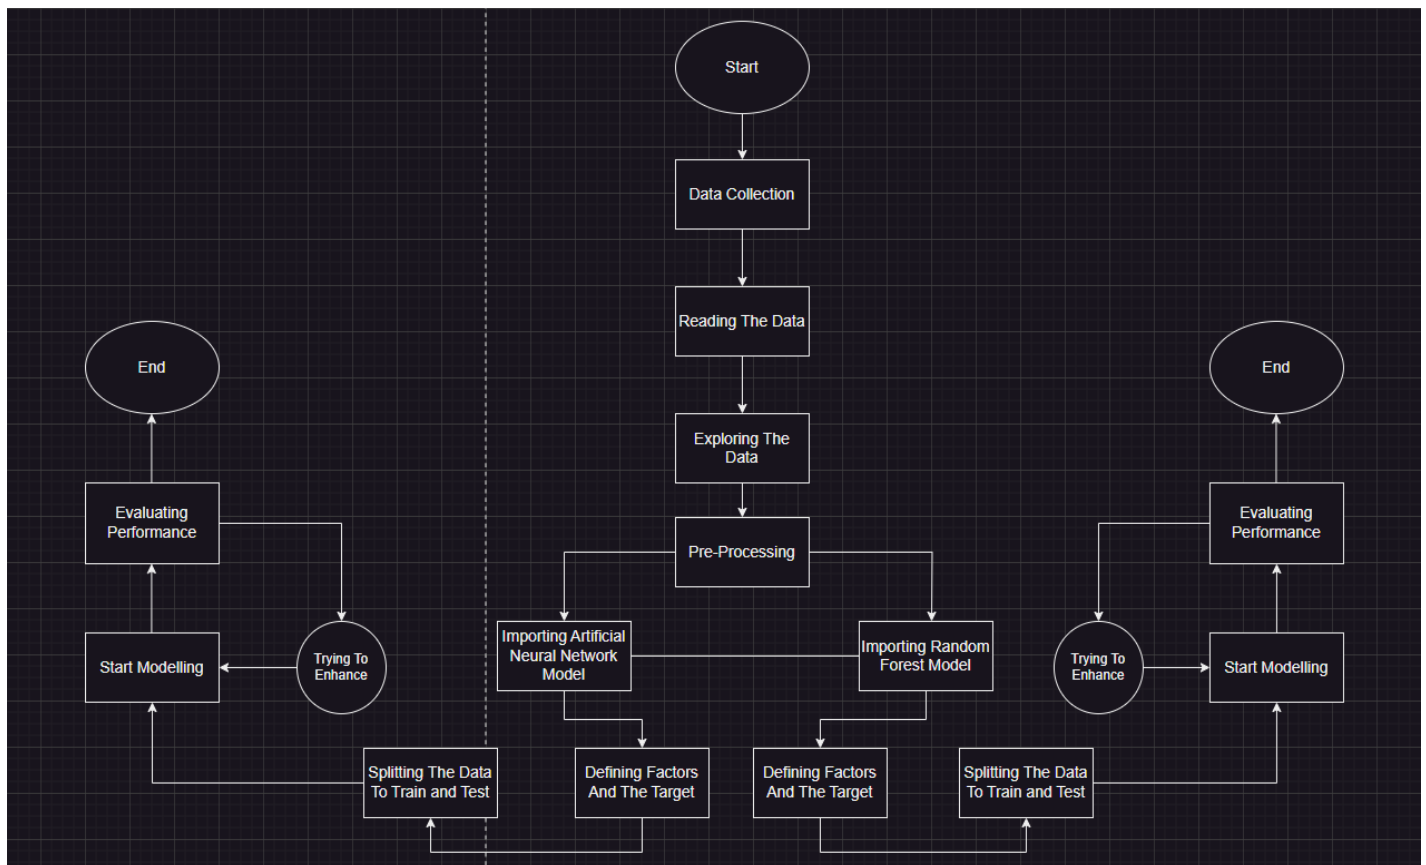 Start
Data Collection
Reading The Data
Exploring The
Data
Pre-Processing
End
End
Evaluating
Performance
Evaluating
Performance
Importing Artificial
Neural Network
Model
Importing Random
Forest Model
Start Modelling
Trying To
Enhance
Trying To
Enhance
Start Modelling
Splitting The Data
To Train and Test
Defining Factors
And The Target
Defining Factors
And The Target
Splitting The Data
To Train and Test